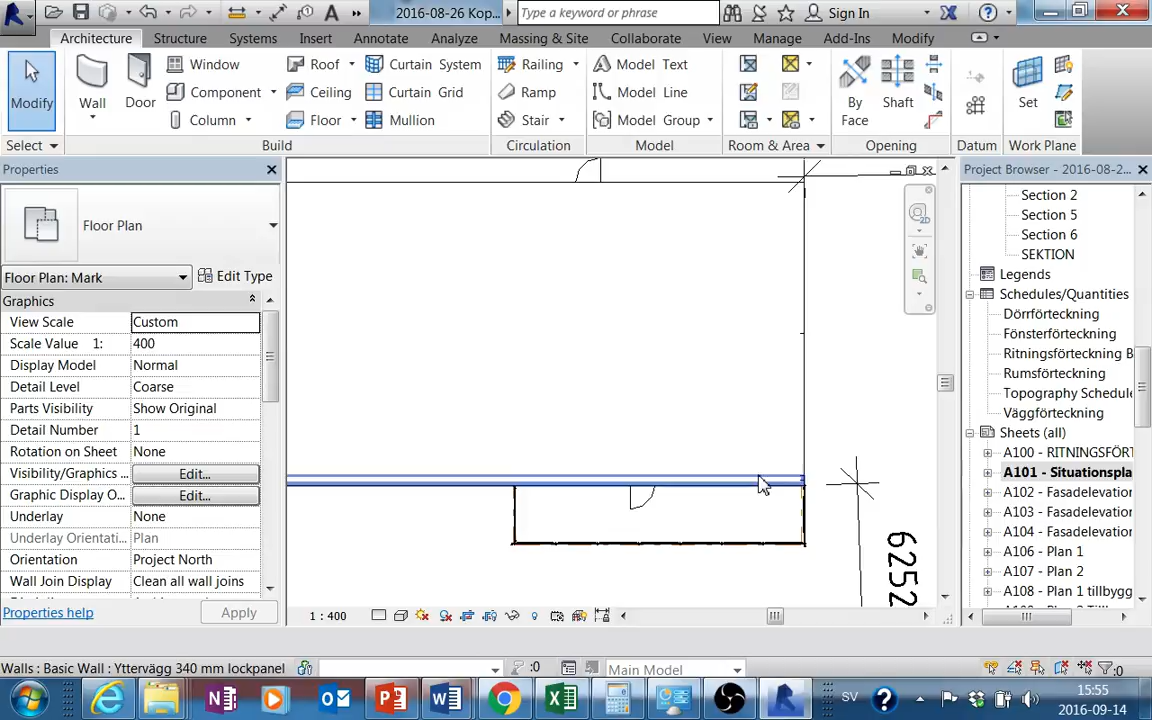 2016-08-26 Kop...
Type a keyword or phrase
Sign In
Architecture Structure Systems Insert Annotate Analyze Massing & Site Collaborate View Manage Add-Ins Modify
Modify
Wall
Door
Window
Component
Column
Roof
Ceiling
Floor
Curtain System
Curtain Grid
Mullion
Railing
Ramp
Stair
Model Text
Model Line
Model Group
By
Face
Shaft
Set
Select
Build
Circulation
Model
Room & Area
Opening
Datum
Work Plane
Properties
Floor Plan
Floor Plan: Mark
Edit Type
Graphics
View Scale Custom
Scale Value 1: 400
Display Model Normal
Detail Level Coarse
Parts Visibility Show Original
Detail Number 1
Rotation on Sheet None
Visibility/Graphics ... Edit...
Graphic Display O... Edit...
Underlay None
Underlay Orientati... Plan
Orientation Project North
Wall Join Display Clean all wall joins
Properties help
Apply
2D
6252
1 : 400
Project Browser - 2016-08-2...
Section 2
Section 5
Section 6
SEKTION
Legends
Schedules/Quantities
Dörrförteckning
Fönsterförteckning
Ritningsförteckning B
Rumsförteckning
Topography Schedule
Väggförteckning
Sheets (all)
A100 - RITNINGSFÖRT
A101 - Situationspla
A102 - Fasadelevation
A103 - Fasadelevation
A104 - Fasadelevation
A106 - Plan 1
A107 - Plan 2
A108 - Plan 1 tillbygg
Walls : Basic Wall : Yttervägg 340 mm lockpanel
:0
Main Model
:0
SV
15:55
2016-09-14